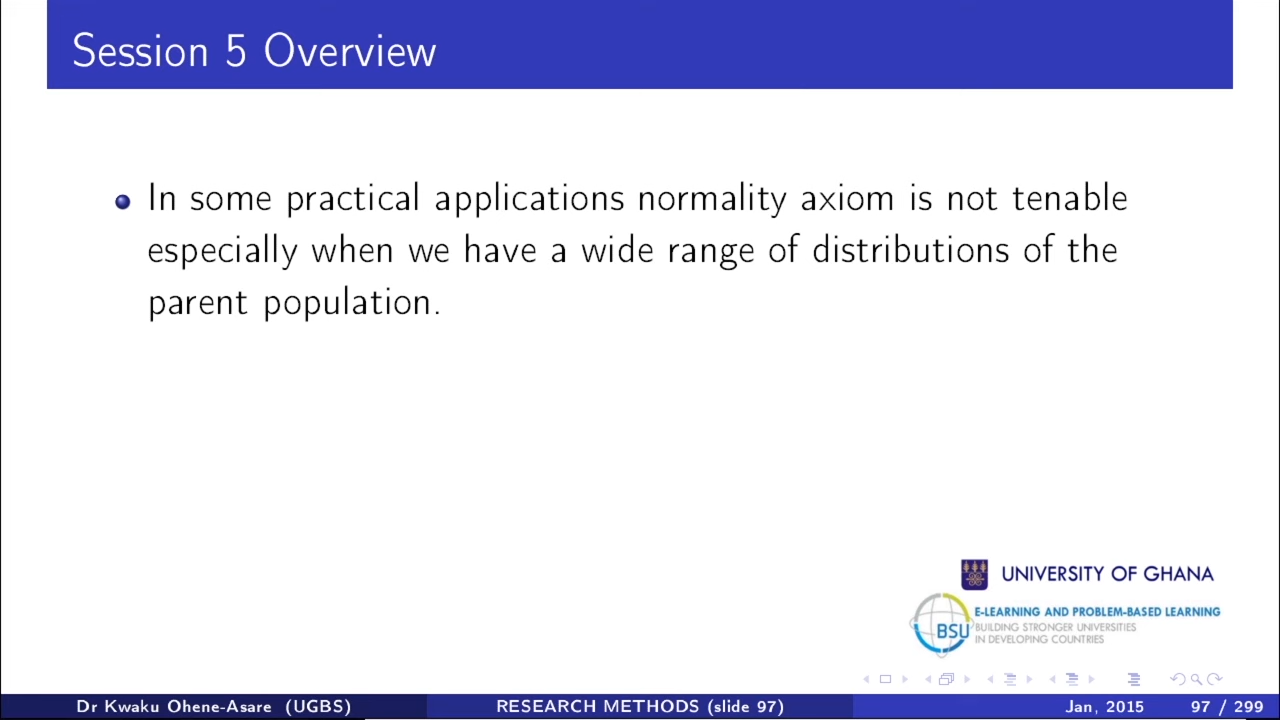 Session 5 Overview
In some practical applications normality axiom is not tenable
especially when we have a wide range of distributions of the
parent population.
UNIVERSITY OF GHANA
E-LEARNING AND PROBLEM-BASED LEARNING
BSU
BUILDING STRONGER UNIVERSITIES
IN DEVELOPING COUNTRIES
Dr Kwaku Ohene-Asare (UGBS) RESEARCH METHODS (slide 97) Jan, 2015 97 / 299